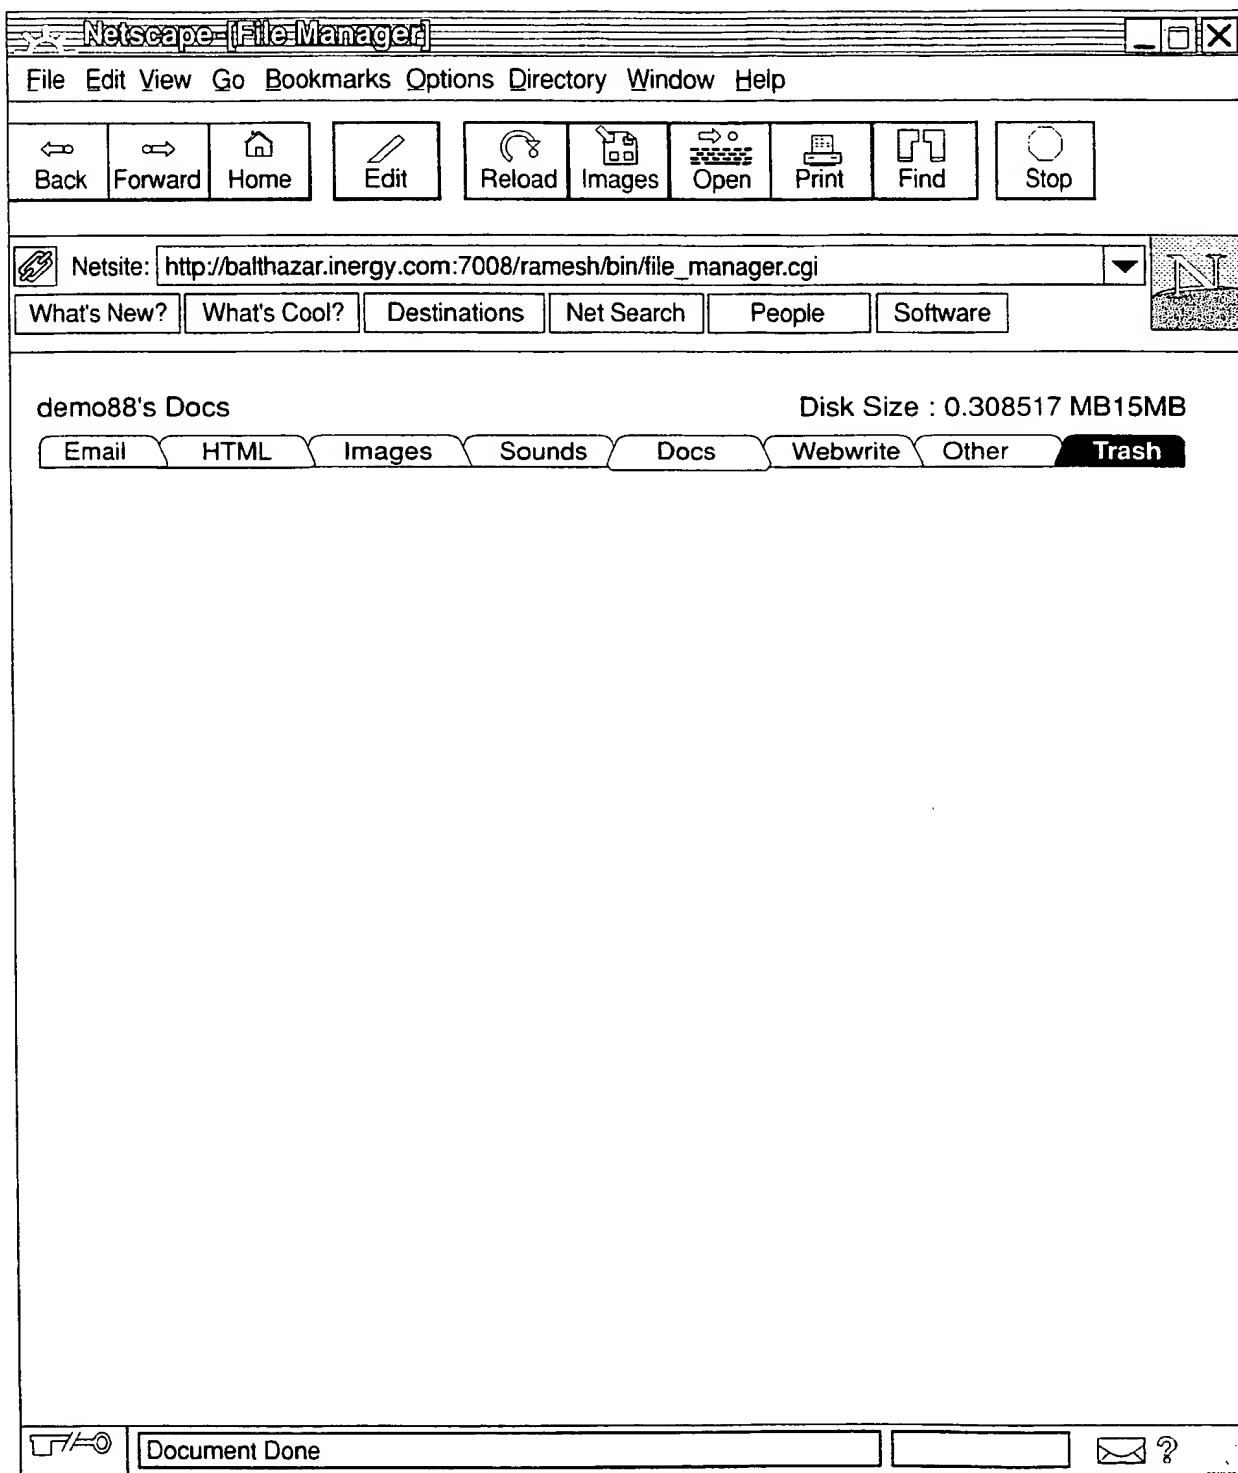 Netscape-[File Manager]
File Edit View Go Bookmarks Options Directory Window Help
Back Forward Home Edit Reload Images Open Print Find Stop
Netsite: http://balthazar.inergy.com:7008/ramesh/bin/file_manager.cgi
N
What's New? What's Cool? Destinations Net Search People Software
demo88's Docs Disk Size : 0.308517 MB15MB
Email HTML Images Sounds Docs Webwrite Other Trash
Document Done ?